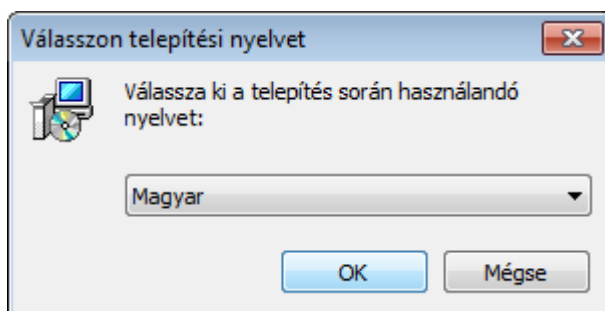 Válasszon telepítési nyelvet
Válassza ki a telepítés során használandó
nyelvet:
Magyar
OK
Mégse